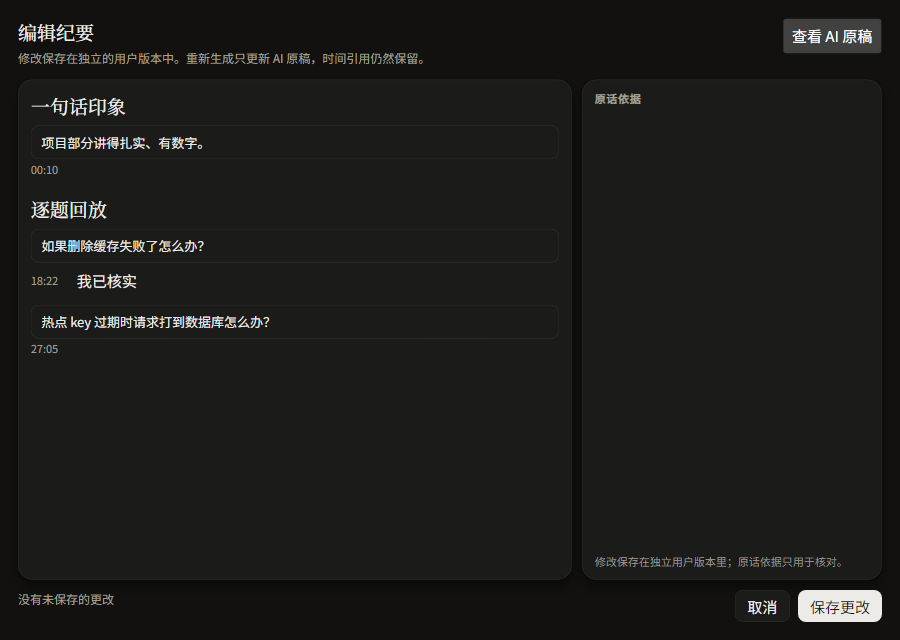 编辑纪要
查看 AI 原稿
修改保存在独立的用户版本中。重新生成只更新 AI 原稿，时间引用仍然保留。
一句话印象
项目部分讲得扎实、有数字。
00:10
逐题回放
如果删除缓存失败了怎么办？
18:22 我已核实
热点 key 过期时请求打到数据库怎么办？
27:05
原话依据
修改保存在独立用户版本里；原话依据只用于核对。
没有未保存的更改
取消
保存更改